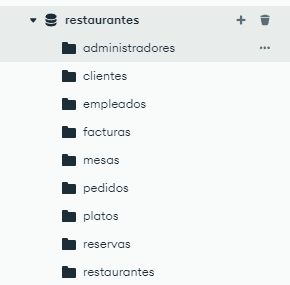 restaurantes
administradores
clientes
empleados
facturas
mesas
pedidos
platos
reservas
restaurantes